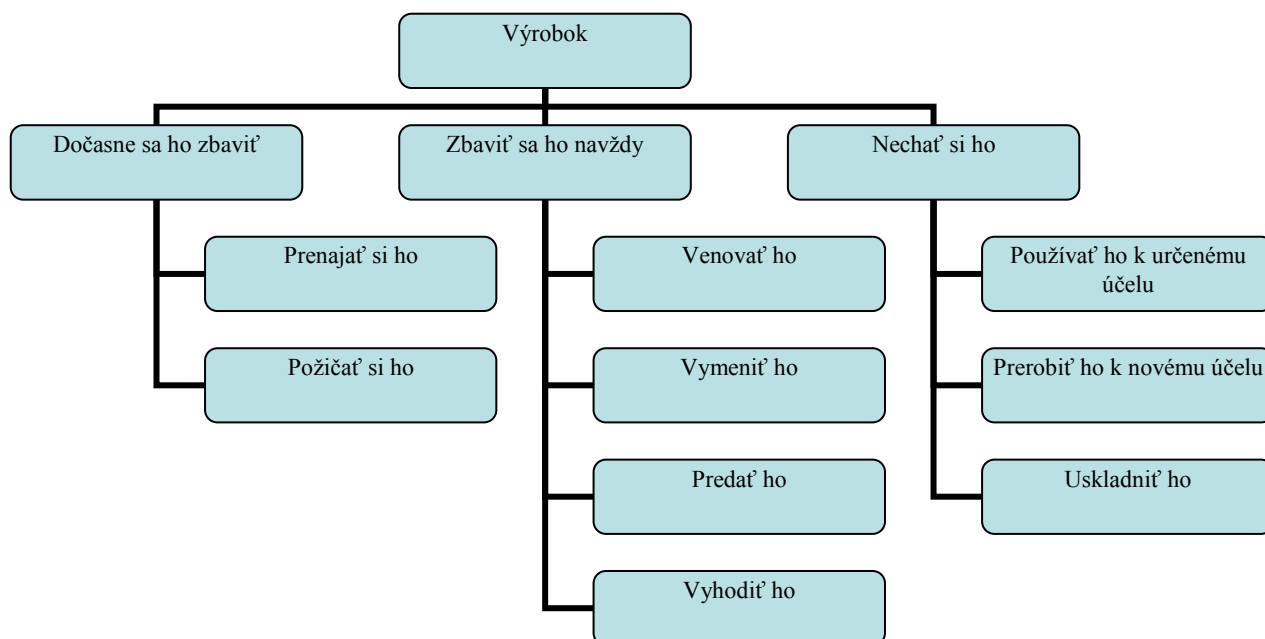 Výrobok
Dočasne sa ho zbaviť
Zbaviť sa ho navždy
Nechať si ho
Prenajať si ho
Venovať ho
Používať ho k určenému
účelu
Požičať si ho
Vymeniť ho
Prerobiť ho k novému účelu
Predať ho
Uskladniť ho
Vyhodiť ho